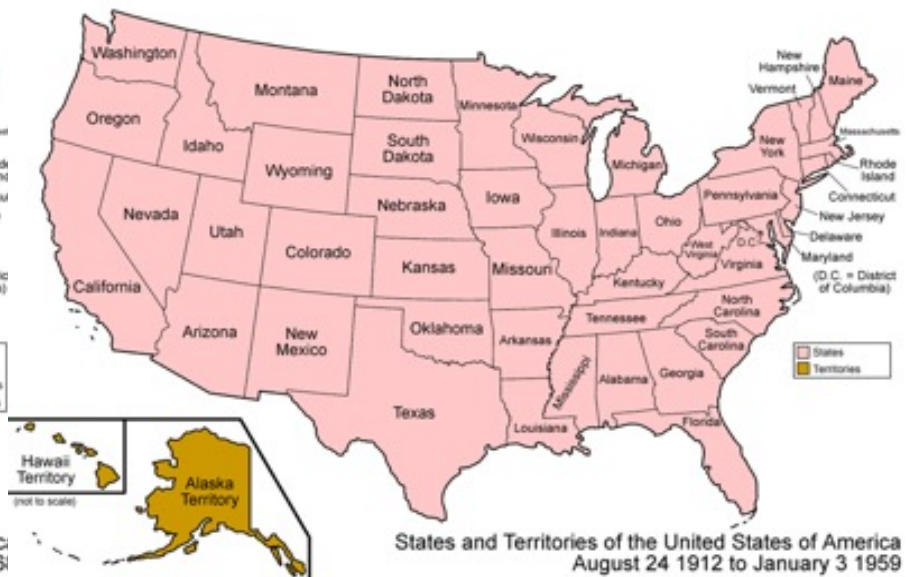 Washington
Oregon
Idaho
Montana
North
Dakota
South
Dakota
Minnesota
Wisconsin
Michigan
Wyoming
Nevada
Utah
Colorado
California
Arizona
New
Mexico
Nebraska
Kansas
Oklahoma
Texas
Iowa
Missouri
Arkansas
Louisiana
Illinois
Indiana
Ohio
Kentucky
Tennessee
Mississippi
Alabama
Georgia
Florida
South
Carolina
North
Carolina
Virginia
West
Virginia
D.C.
Pennsylvania
New
York
Vermont
New
Hampshire
Maine
Massachusetts
Rhode
Island
Connecticut
New Jersey
Delaware
Maryland
(D.C. = District
of Columbia)
States
Territories
Hawaii
Territory
(not to scale)
Alaska
Territory
States and Territories of the United States of America
August 24 1912 to January 3 1959